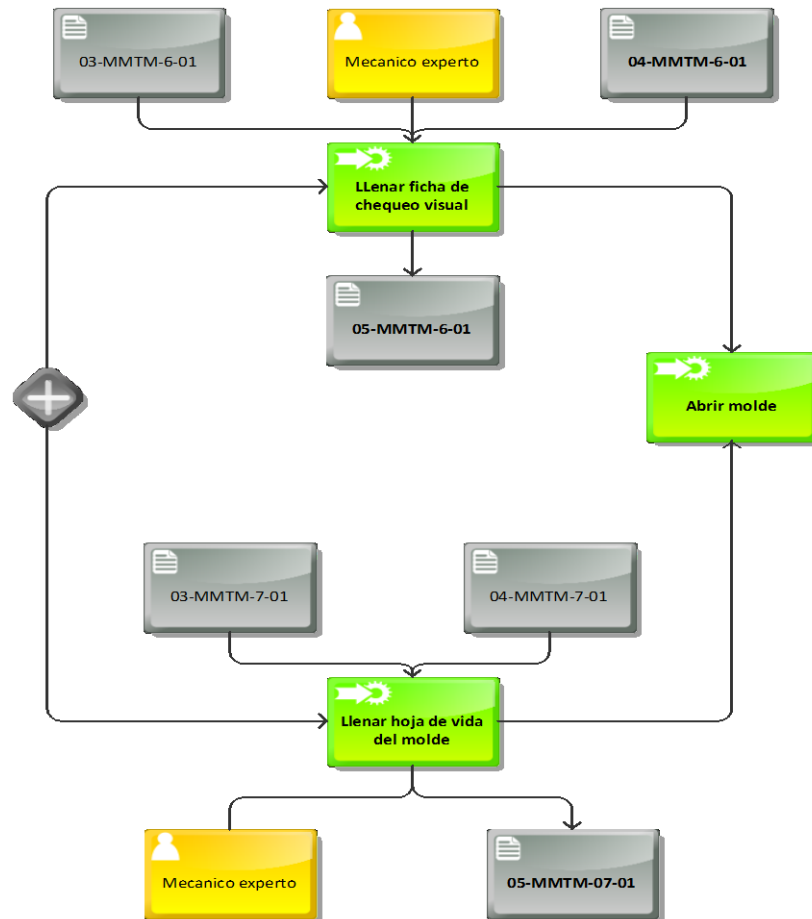 03-MMTM-6-01
Mecanico experto
04-MMTM-6-01
LLenar ficha de
chequeo visual
05-MMTM-6-01
Abrir molde
03-MMTM-7-01
04-MMTM-7-01
Llenar hoja de vida
del molde
Mecanico experto
05-MMTM-07-01